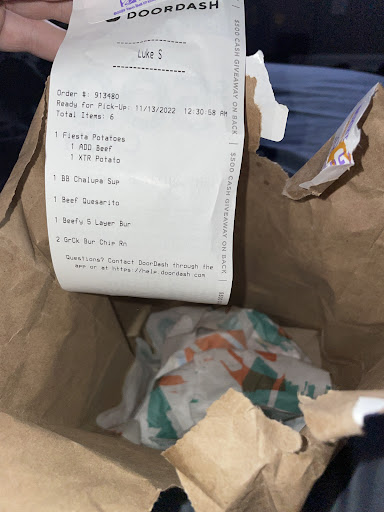 DOORDASH
Luke S
Order #: 913480
Ready for Pick-Up: 11/13/2022 12:30:58 AM
Total Items: 6
1 Fiesta Potatoes
1 ADD Beef
1 XTR Potato
1 BB Chalupa Sup
1 Beef Quesarito
1 Beefy 5 Layer Bur
2 GrCk Bur Chip Rn
Questions? Contact DoorDash through the
app or at https://help.doordash.com
$500 CASH GIVEAWAY ON BACK | $500 CASH GIVEAWAY ON BACK |